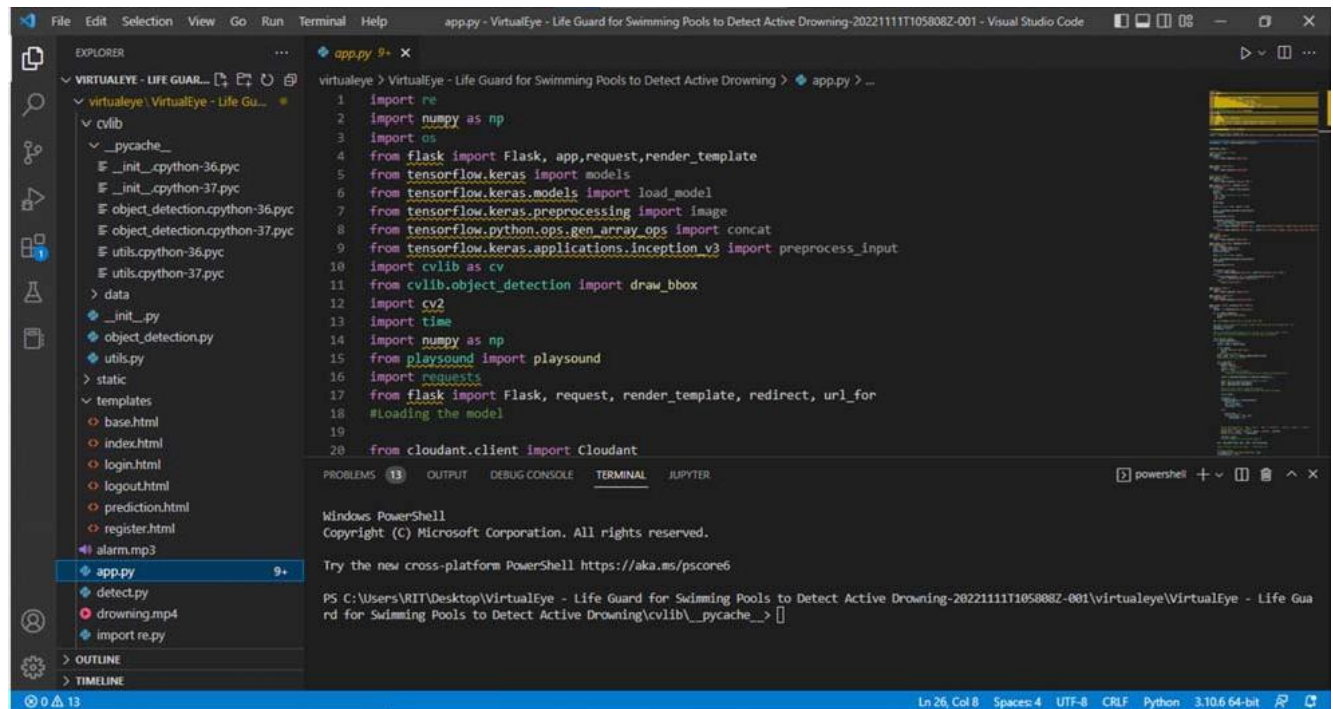 File Edit Selection View Go Run Terminal Help
app.py - VirtualEye - Life Guard for Swimming Pools to Detect Active Drowning-20221111T105808Z-001 - Visual Studio Code
EXPLORER
VIRTUALEYE - LIFE GUAR...
virtualeye \ VirtualEye - Life Gu...
cvlib
__pycache__
__init__.cpython-36.pyc
__init__.cpython-37.pyc
object_detection.cpython-36.pyc
object_detection.cpython-37.pyc
utils.cpython-36.pyc
utils.cpython-37.pyc
data
__init__.py
object_detection.py
utils.py
static
templates
base.html
index.html
login.html
logout.html
prediction.html
register.html
alarm.mp3
app.py 9+
detect.py
drowning.mp4
import re.py
OUTLINE
TIMELINE
app.py 9+
virtualeye > VirtualEye - Life Guard for Swimming Pools to Detect Active Drowning > app.py > ...
1 import re
2 import numpy as np
3 import os
4 from flask import Flask, app,request,render_template
5 from tensorflow.keras import models
6 from tensorflow.keras.models import load_model
7 from tensorflow.keras.preprocessing import image
8 from tensorflow.python.ops.gen_array_ops import concat
9 from tensorflow.keras.applications.inception_v3 import preprocess_input
10 import cvlib as cv
11 from cvlib.object_detection import draw_bbox
12 import cv2
13 import time
14 import numpy as np
15 from playsound import playsound
16 import requests
17 from flask import Flask, request, render_template, redirect, url_for
18 #Loading the model
19
20 from cloudant.client import Cloudant
PROBLEMS 13 OUTPUT DEBUG CONSOLE TERMINAL JUPYTER
powershell
Windows PowerShell
Copyright (C) Microsoft Corporation. All rights reserved.
Try the new cross-platform PowerShell https://aka.ms/pscore6
PS C:\Users\RIT\Desktop\VirtualEye - Life Guard for Swimming Pools to Detect Active Drowning-20221111T105808Z-001\virtualeye\VirtualEye - Life Gua
rd for Swimming Pools to Detect Active Drowning\cvlib\__pycache__>
1
0 13
Ln 26, Col 8 Spaces: 4 UTF-8 CRLF Python 3.10.6 64-bit